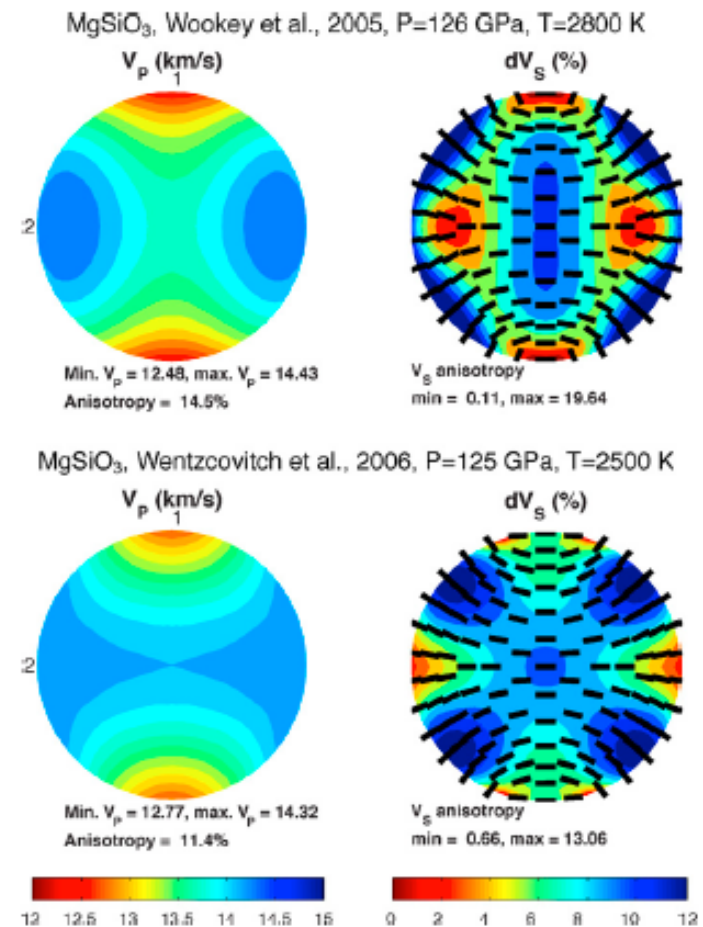 MgSiO3, Wookey et al., 2005, P=126 GPa, T=2800 K
VP (km/s) dVS (%)
1
2
Min. VP = 12.48, max. VP = 14.43
Anisotropy = 14.5%
VS anisotropy
min = 0.11, max = 19.64
MgSiO3, Wentzcovitch et al., 2006, P=125 GPa, T=2500 K
VP (km/s) dVS (%)
1
2
Min. VP = 12.77, max. VP = 14.32
Anisotropy = 11.4%
VS anisotropy
min = 0.66, max = 13.06
12 12.5 13 13.5 14 14.5 15 0 2 4 6 8 10 12